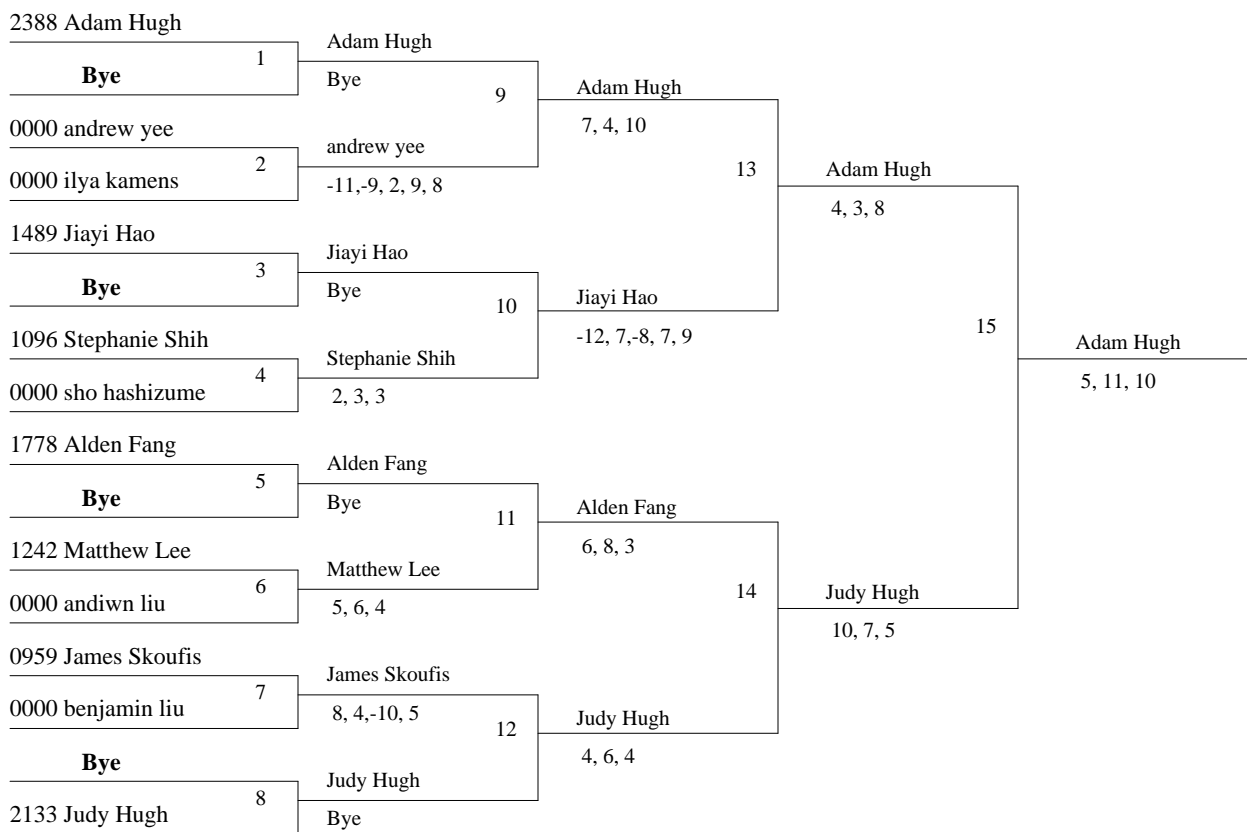 2388 Adam Hugh
Bye
0000 andrew yee
0000 ilya kamens
1489 Jiayi Hao
Bye
1096 Stephanie Shih
0000 sho hashizume
1778 Alden Fang
Bye
1242 Matthew Lee
0000 andiwn liu
0959 James Skoufis
0000 benjamin liu
Bye
2133 Judy Hugh
1
2
3
4
5
6
7
8
Adam Hugh
Bye
andrew yee
-11,-9, 2, 9, 8
Jiayi Hao
Bye
Stephanie Shih
2, 3, 3
Alden Fang
Bye
Matthew Lee
5, 6, 4
James Skoufis
8, 4,-10, 5
Judy Hugh
Bye
9
10
11
12
Adam Hugh
7, 4, 10
Jiayi Hao
-12, 7,-8, 7, 9
Alden Fang
6, 8, 3
Judy Hugh
4, 6, 4
13
14
Adam Hugh
4, 3, 8
Judy Hugh
10, 7, 5
15
Adam Hugh
5, 11, 10